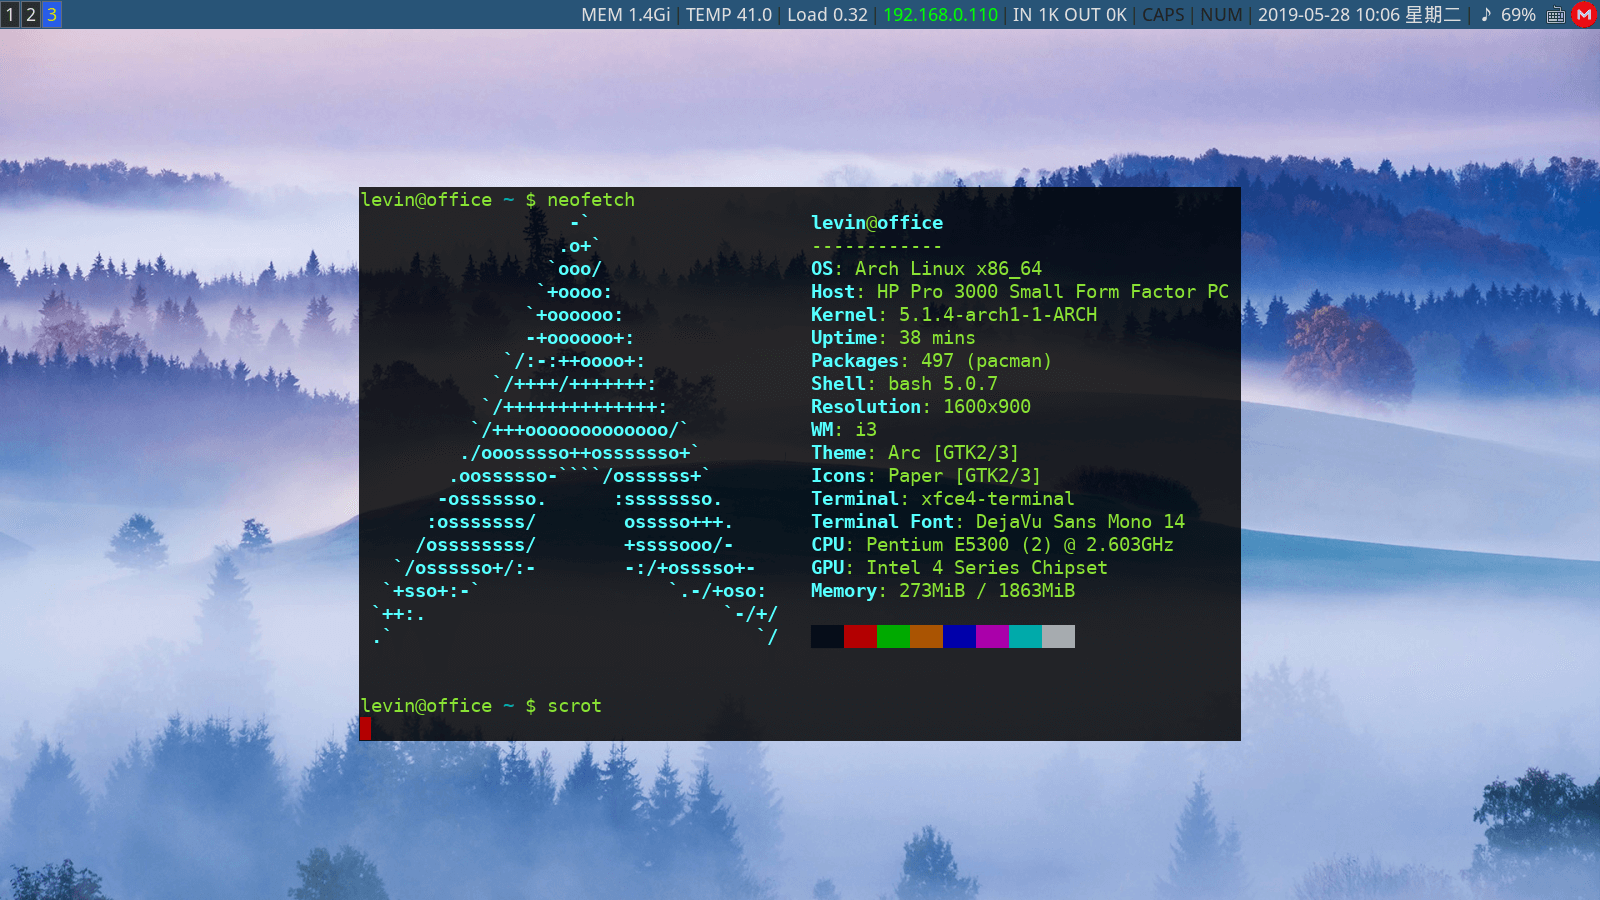 1 2 3 MEM 1.4Gi | TEMP 41.0 | Load 0.32 | 192.168.0.110 | IN 1K OUT 0K | CAPS | NUM | 2019-05-28 10:06 星期二 | ♪ 69% M
levin@office ~ $ neofetch
                   -`                    levin@office
                  .o+`                   ------------
                 `ooo/                   OS: Arch Linux x86_64
                `+oooo:                  Host: HP Pro 3000 Small Form Factor PC
               `+oooooo:                 Kernel: 5.1.4-arch1-1-ARCH
               -+oooooo+:                Uptime: 38 mins
             `/:-:++oooo+:               Packages: 497 (pacman)
            `/++++/+++++++:              Shell: bash 5.0.7
           `/++++++++++++++:             Resolution: 1600x900
          `/+++ooooooooooooo/`           WM: i3
         ./ooosssso++osssssso+`          Theme: Arc [GTK2/3]
        .oossssso-````/ossssss+`         Icons: Paper [GTK2/3]
       -osssssso.      :ssssssso.        Terminal: xfce4-terminal
      :osssssss/        osssso+++.       Terminal Font: DejaVu Sans Mono 14
     /ossssssss/        +ssssooo/-       CPU: Pentium E5300 (2) @ 2.603GHz
   `/ossssso+/:-        -:/+osssso+-     GPU: Intel 4 Series Chipset
  `+sso+:-`                 `.-/+oso:    Memory: 273MiB / 1863MiB
 `++:.                           `-/+/
 .`                                 `/
levin@office ~ $ scrot